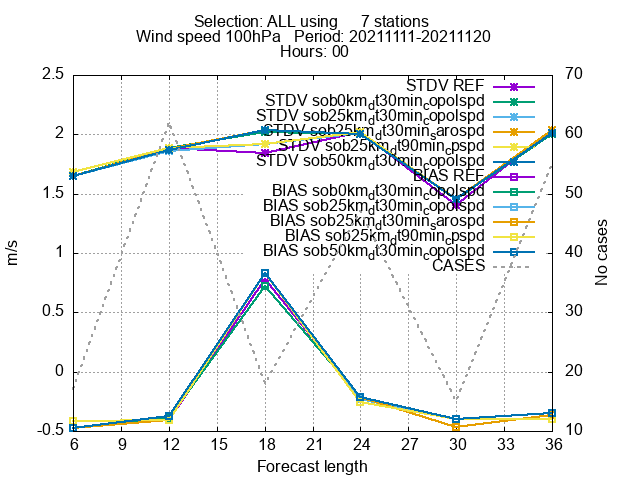 Selection: ALL using 7 stations
Wind speed 100hPa Period: 20211111-20211120
Hours: 00
2.5
2
1.5
1
0.5
0
-0.5
m/s
70
60
50
40
30
20
10
No cases
STDV REF
STDV sob0km_dt30min_copolspd
STDV sob25km_dt30min_copolspd
STDV sob25km_dt30min_sarospd
STDV sob25km_dt90min_cpspd
STDV sob50km_dt30min_copolspd
BIAS REF
BIAS sob0km_dt30min_copolspd
BIAS sob25km_dt30min_copolspd
BIAS sob25km_dt30min_sarospd
BIAS sob25km_dt90min_cpspd
BIAS sob50km_dt30min_copolspd
CASES
6 9 12 15 18 21 24 27 30 33 36
Forecast length